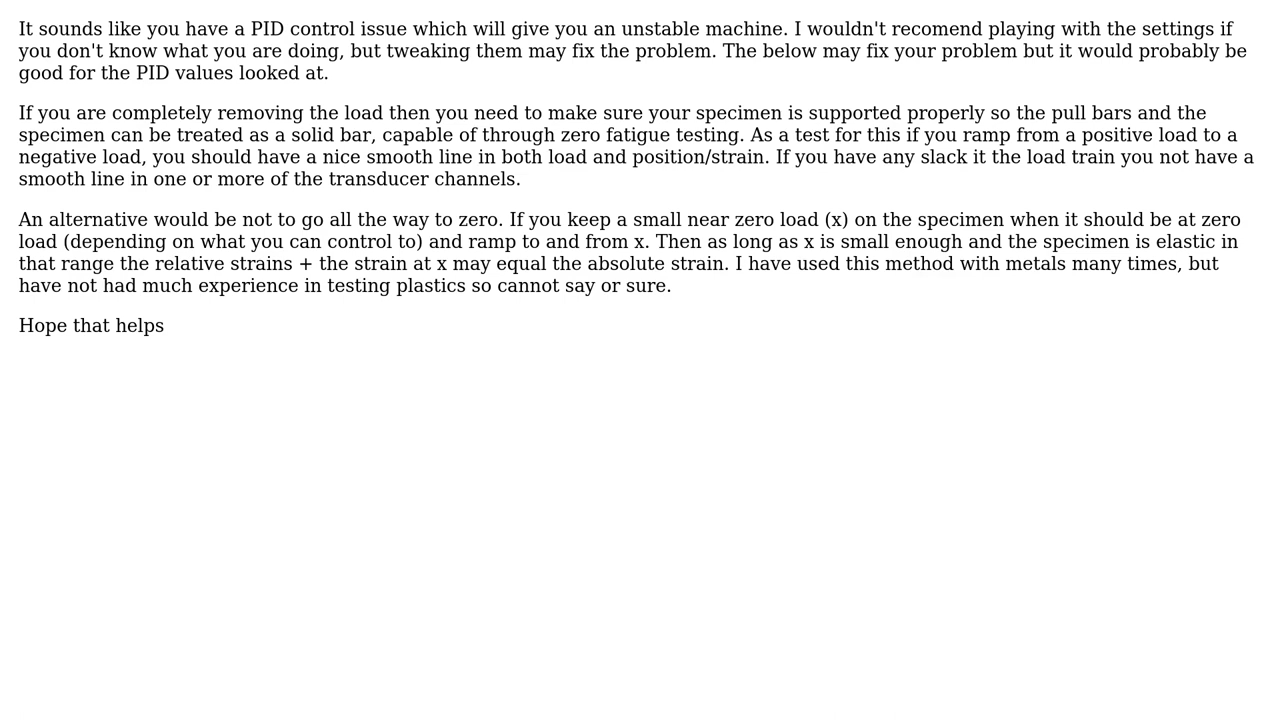 It sounds like you have a PID control issue which will give you an unstable machine. I wouldn't recomend playing with the settings if
you don't know what you are doing, but tweaking them may fix the problem. The below may fix your problem but it would probably be
good for the PID values looked at.
If you are completely removing the load then you need to make sure your specimen is supported properly so the pull bars and the
specimen can be treated as a solid bar, capable of through zero fatigue testing. As a test for this if you ramp from a positive load to a
negative load, you should have a nice smooth line in both load and position/strain. If you have any slack it the load train you not have a
smooth line in one or more of the transducer channels.
An alternative would be not to go all the way to zero. If you keep a small near zero load (x) on the specimen when it should be at zero
load (depending on what you can control to) and ramp to and from x. Then as long as x is small enough and the specimen is elastic in
that range the relative strains + the strain at x may equal the absolute strain. I have used this method with metals many times, but
have not had much experience in testing plastics so cannot say or sure.
Hope that helps